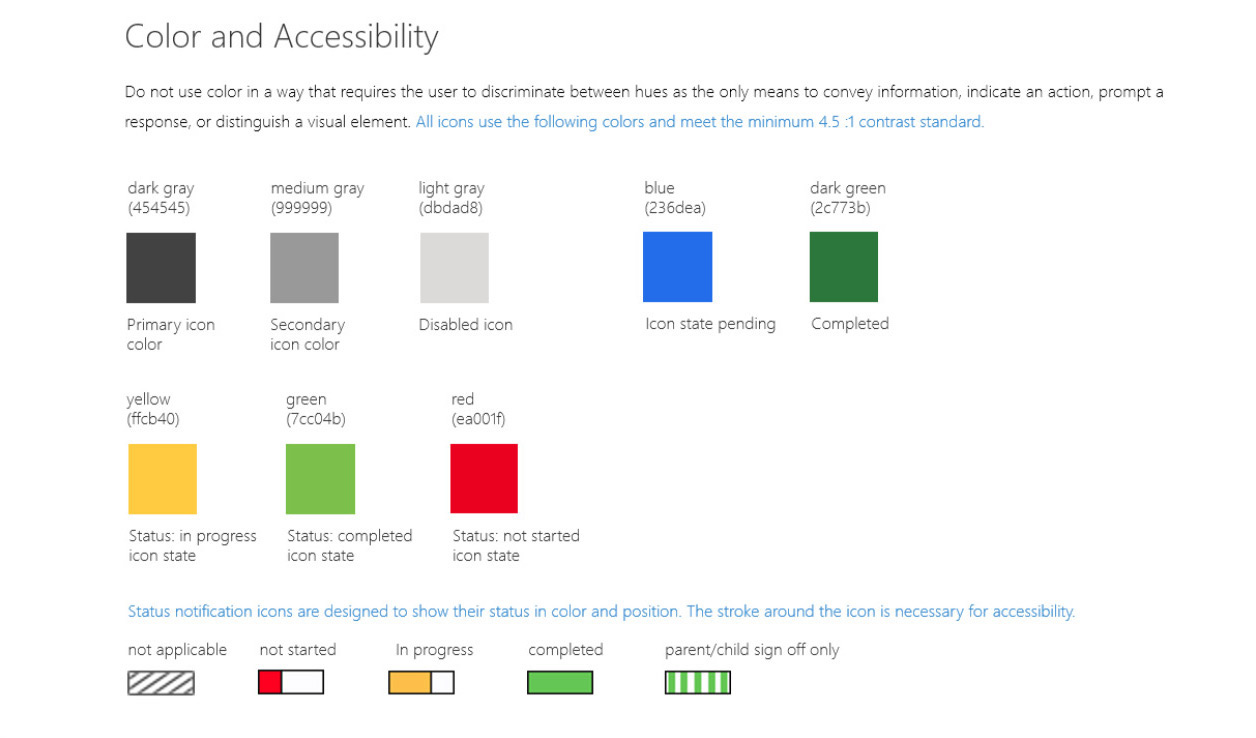 Color and Accessibility
Do not use color in a way that requires the user to discriminate between hues as the only means to convey information, indicate an action, prompt a
response, or distinguish a visual element. All icons use the following colors and meet the minimum 4.5 :1 contrast standard.
dark gray
(454545)
medium gray
(999999)
light gray
(dbdad8)
blue
(236dea)
dark green
(2c773b)
Primary icon
color
Secondary
icon color
Disabled icon
Icon state pending
Completed
yellow
(ffcb40)
green
(7cc04b)
red
(ea001f)
Status: in progress
icon state
Status: completed
icon state
Status: not started
icon state
Status notification icons are designed to show their status in color and position. The stroke around the icon is necessary for accessibility.
not applicable
not started
In progress
completed
parent/child sign off only